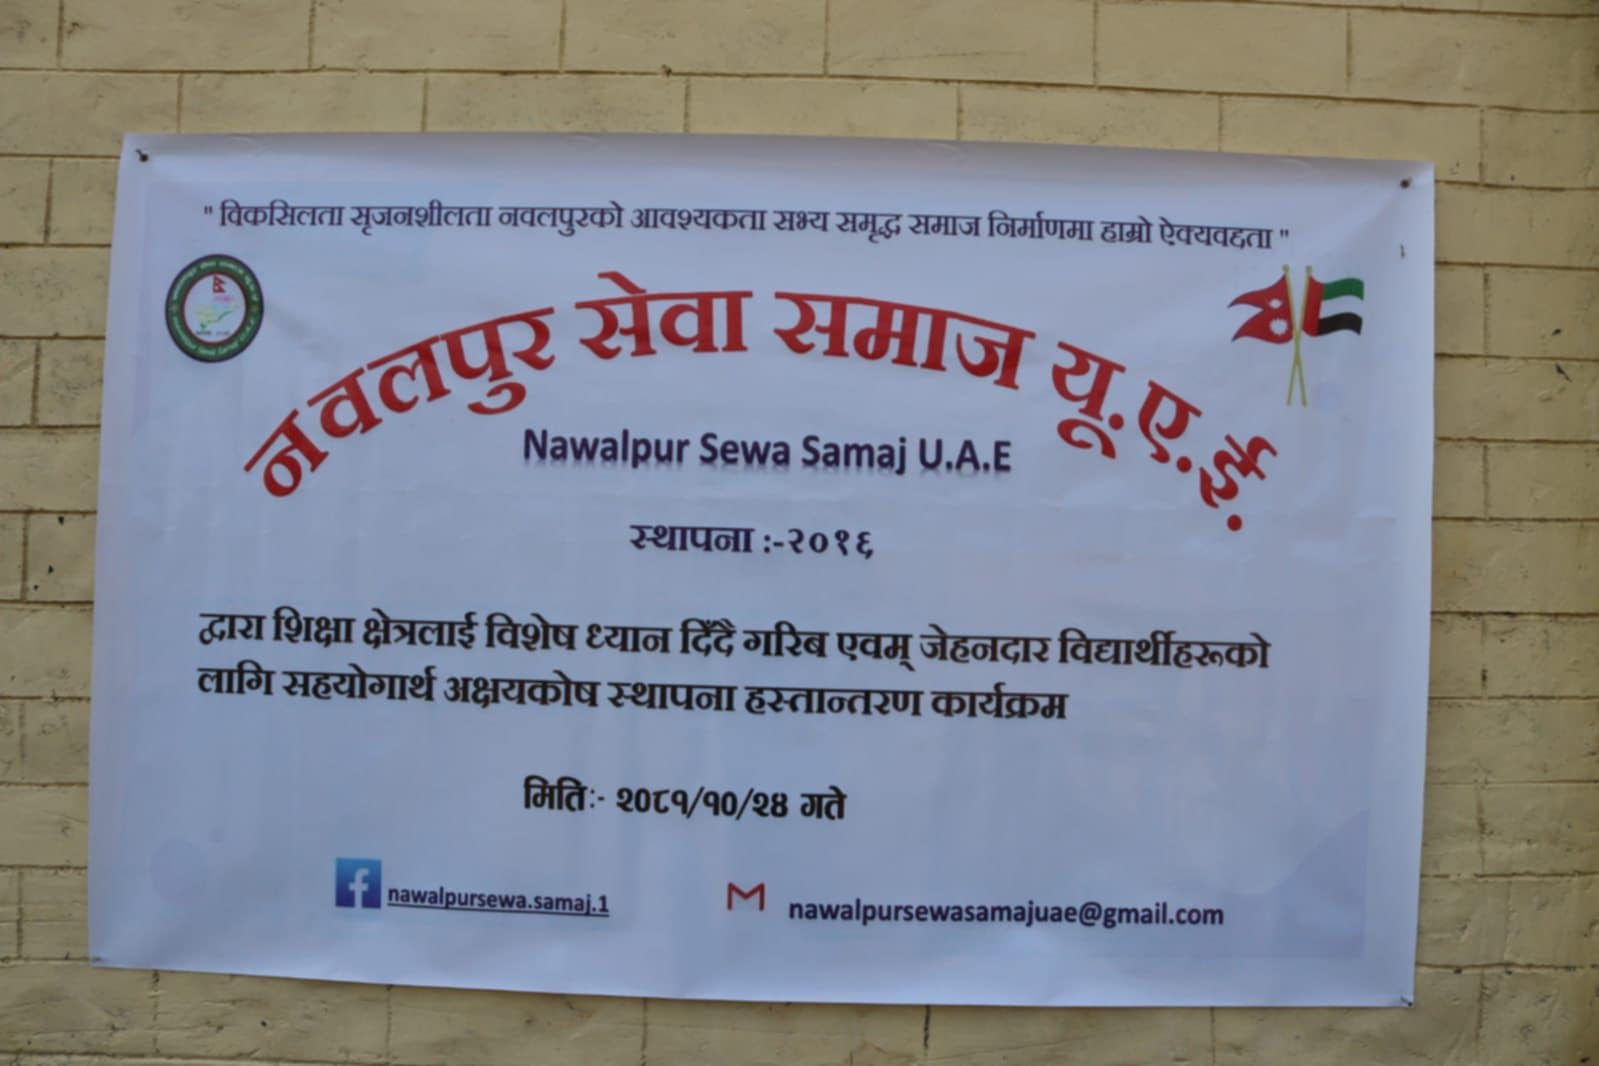 " विकसिलता सृजनशीलता नवलपुरको आवश्यकता सभ्य समृद्ध समाज निर्माणमा हाम्रो ऐक्यवद्दता "
नवलपुर सेवा समाज यू.ए.ई.
Nawalpur Sewa Samaj U.A.E
स्थापना :-२०१६
द्वारा शिक्षा क्षेत्रलाई विशेष ध्यान दिँदै गरिब एवम् जेहनदार विद्यार्थीहरूको
लागि सहयोगार्थ अक्षयकोष स्थापना हस्तान्तरण कार्यक्रम
मितिः- २०८१/१०/२४ गते
nawalpursewa.samaj.1
nawalpursewasamajuae@gmail.com